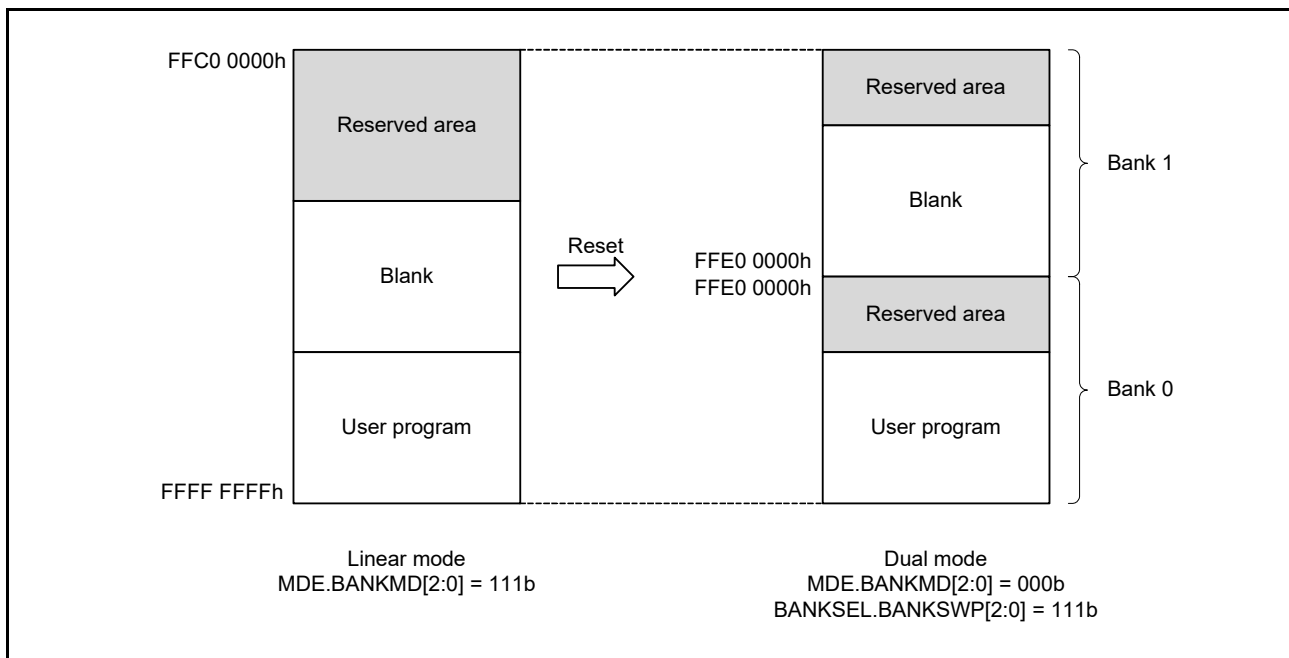 FFC0 0000h
Reserved area
Blank
User program
FFFF FFFFh
Linear mode
MDE.BANKMD[2:0] = 111b
Reset
Reserved area
Blank
FFE0 0000h
FFE0 0000h
Reserved area
User program
Bank 1
Bank 0
Dual mode
MDE.BANKMD[2:0] = 000b
BANKSEL.BANKSWP[2:0] = 111b